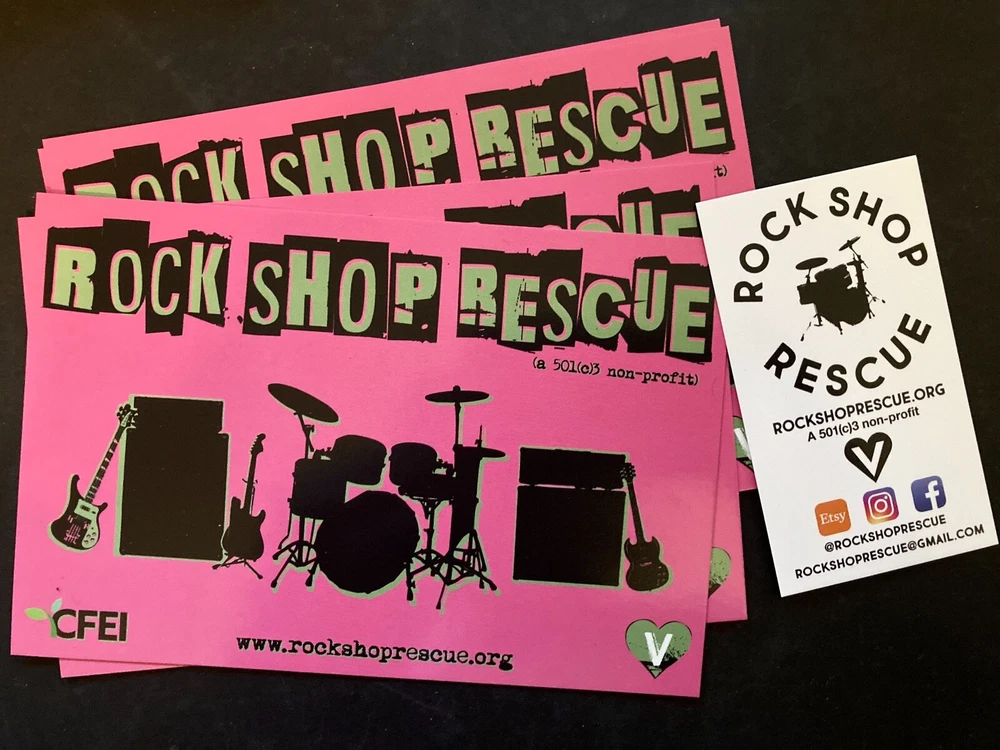 ROCK SHOP RESCUE
RESCUE
ROCK SHOP RESCUE
(a 501(c)3 non-profit)
CFEI
www.rockshoprescue.org
V
ROCK SHOP
RESCUE
ROCKSHOPRESCUE.ORG
A 501(c)3 non-profit
V
Etsy
f
@ROCKSHOPRESCUE
ROCKSHOPRESCUE@GMAIL.COM